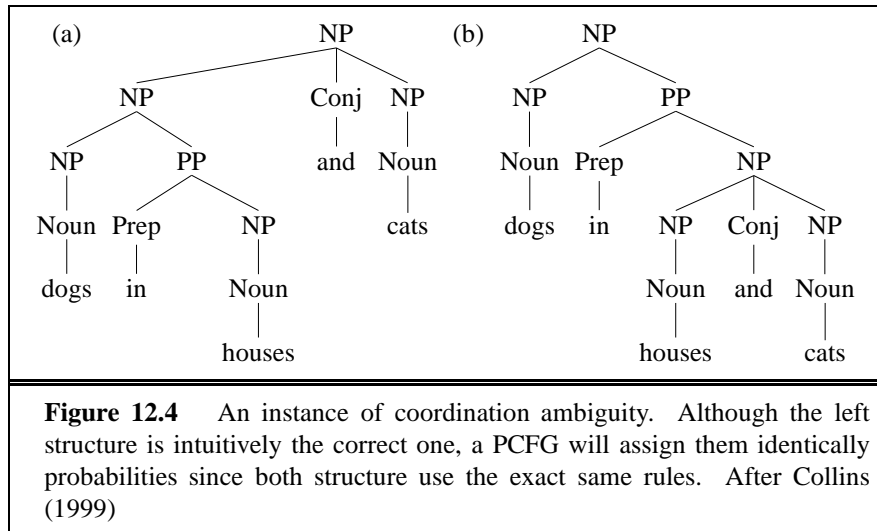 (a) NP (b) NP
NP Conj NP NP PP
NP PP and Noun Noun Prep NP
Noun Prep NP cats dogs in NP Conj NP
dogs in Noun Noun and Noun
houses houses cats
Figure 12.4 An instance of coordination ambiguity. Although the left
structure is intuitively the correct one, a PCFG will assign them identically
probabilities since both structure use the exact same rules. After Collins
(1999)